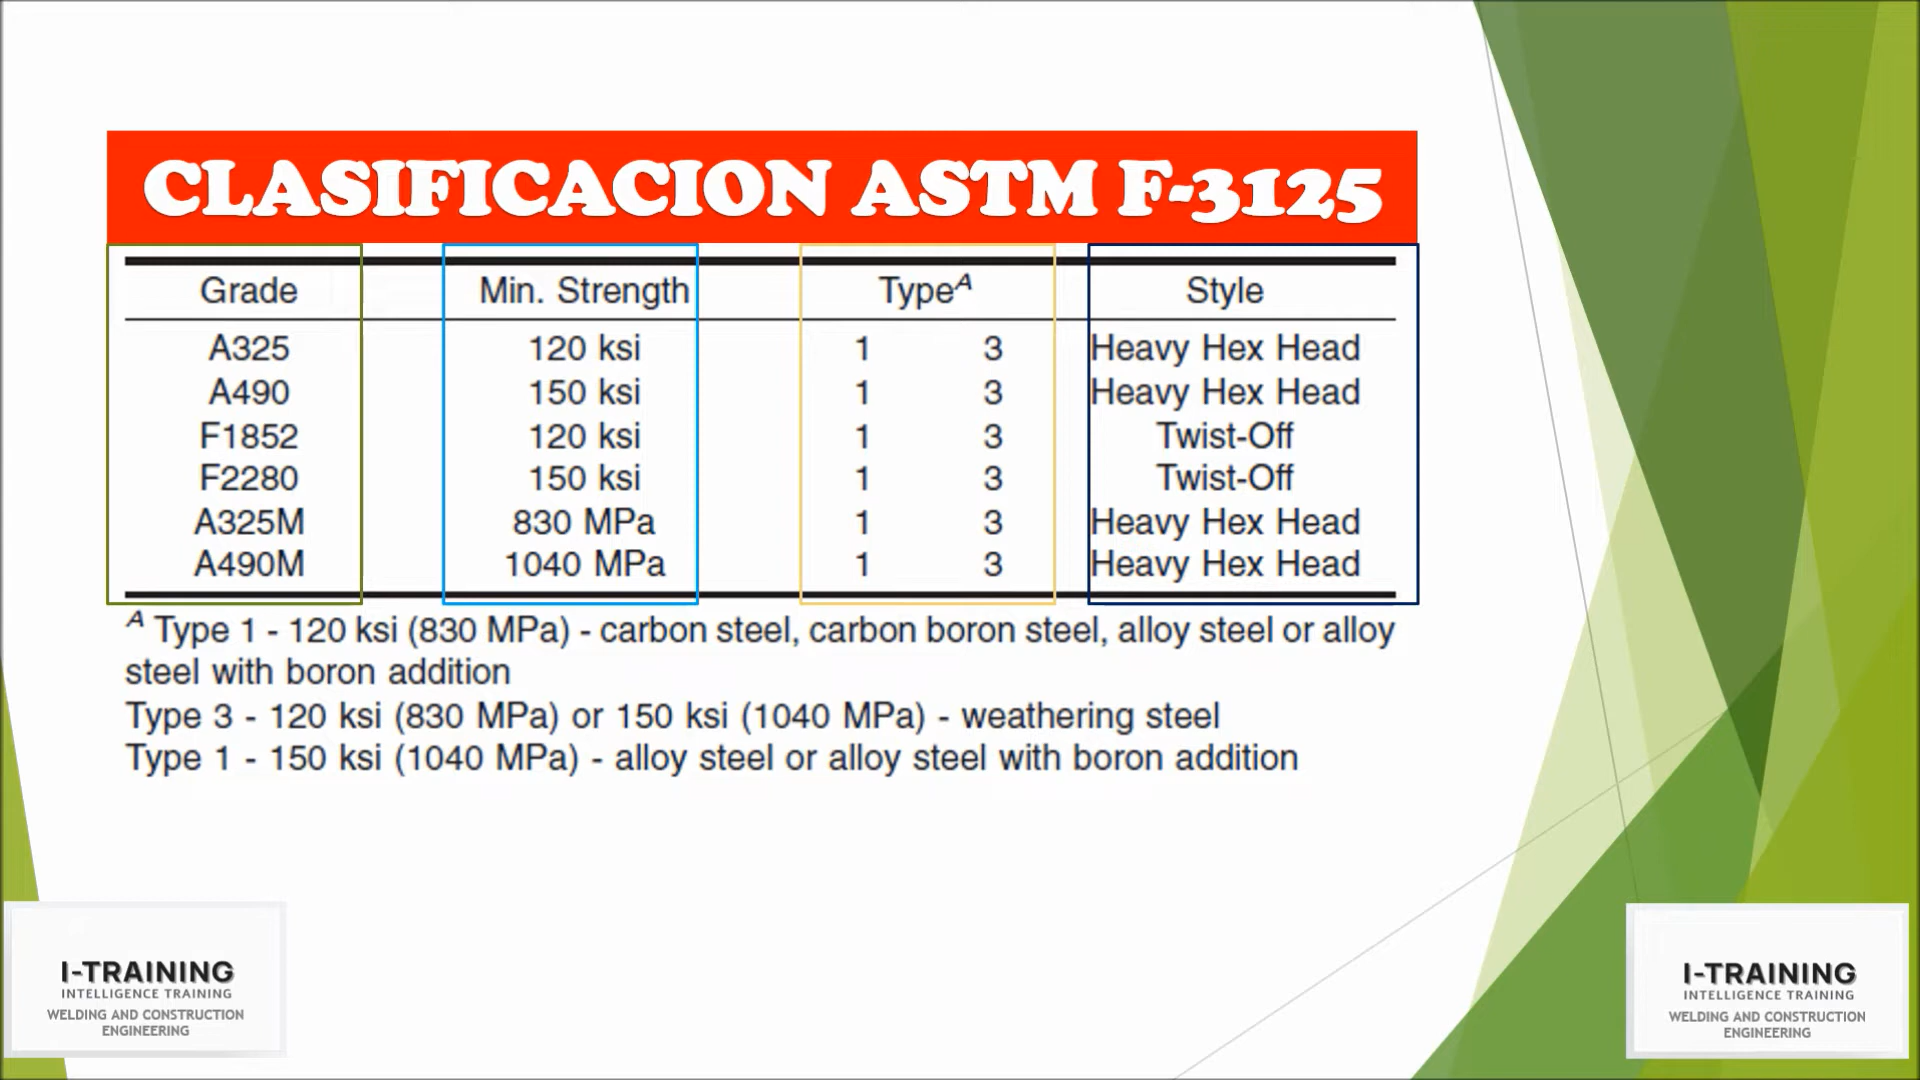 CLASIFICACION ASTM F-3125
Grade Min. Strength Type^A Style
A325 120 ksi 1 3 Heavy Hex Head
A490 150 ksi 1 3 Heavy Hex Head
F1852 120 ksi 1 3 Twist-Off
F2280 150 ksi 1 3 Twist-Off
A325M 830 MPa 1 3 Heavy Hex Head
A490M 1040 MPa 1 3 Heavy Hex Head
A Type 1 - 120 ksi (830 MPa) - carbon steel, carbon boron steel, alloy steel or alloy
steel with boron addition
Type 3 - 120 ksi (830 MPa) or 150 ksi (1040 MPa) - weathering steel
Type 1 - 150 ksi (1040 MPa) - alloy steel or alloy steel with boron addition
I-TRAINING
INTELLIGENCE TRAINING
WELDING AND CONSTRUCTION
ENGINEERING
I-TRAINING
INTELLIGENCE TRAINING
WELDING AND CONSTRUCTION
ENGINEERING